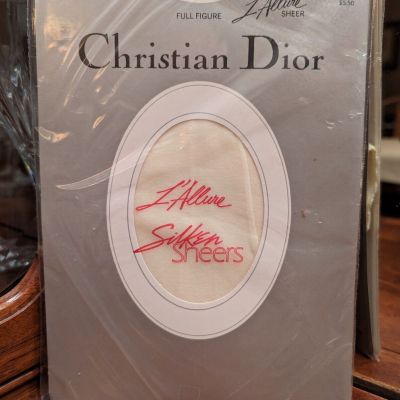 FULL FIGURE
L'Allure
SHEER
$5.50
Christian Dior
L'Allure
Silken
Sheers